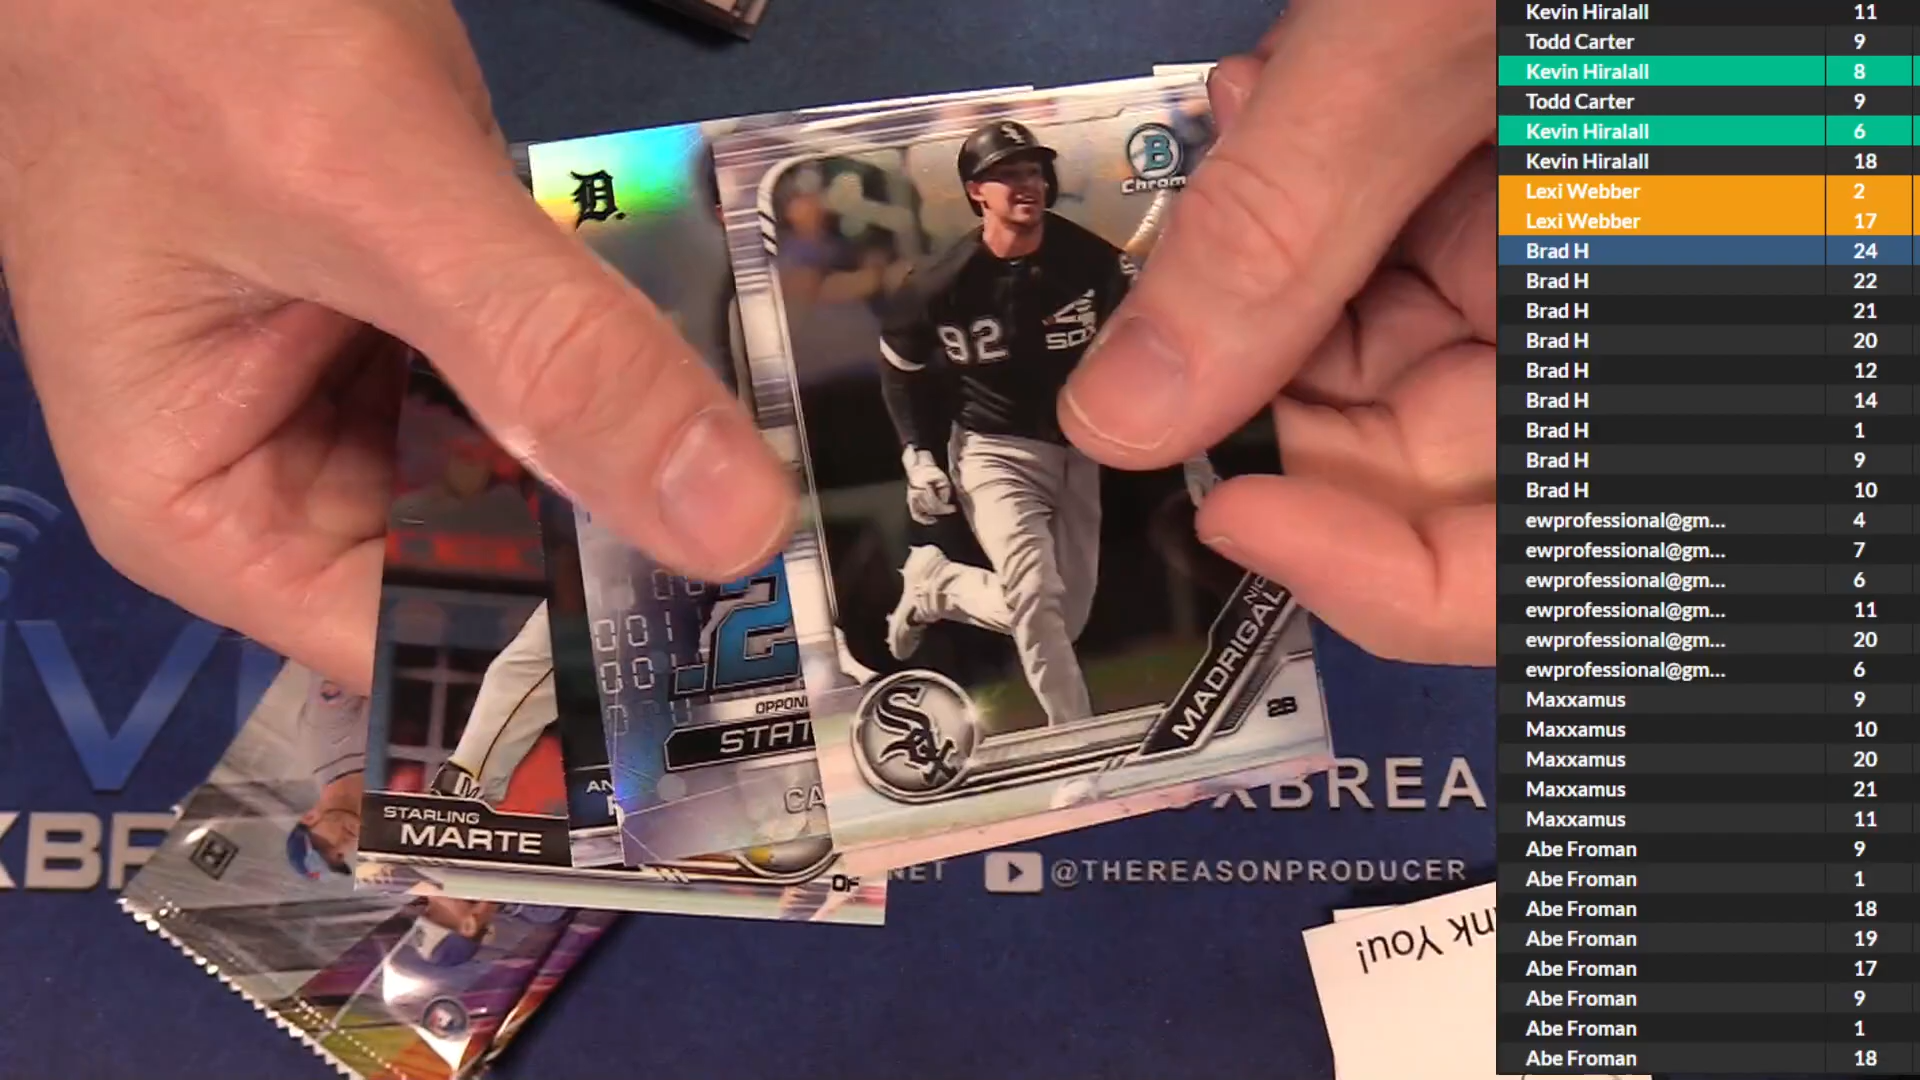 Kevin Hiralall 11
Todd Carter 9
Kevin Hiralall 8
Todd Carter 9
Kevin Hiralall 6
Kevin Hiralall 18
Lexi Webber 2
Lexi Webber 17
Brad H 24
Brad H 22
Brad H 21
Brad H 20
Brad H 12
Brad H 14
Brad H 1
Brad H 9
Brad H 10
ewprofessional@gm... 4
ewprofessional@gm... 7
ewprofessional@gm... 6
ewprofessional@gm... 11
ewprofessional@gm... 20
ewprofessional@gm... 6
Maxxamus 9
Maxxamus 10
Maxxamus 20
Maxxamus 21
Maxxamus 11
Abe Froman 9
Abe Froman 1
Abe Froman 18
Abe Froman 19
Abe Froman 17
Abe Froman 9
Abe Froman 1
Abe Froman 18
D
B
Chrom
92
SOX
MADRIGAL
2B
SOX
STARLING
MARTE
OF
@THEREASONPRODUCER
You!